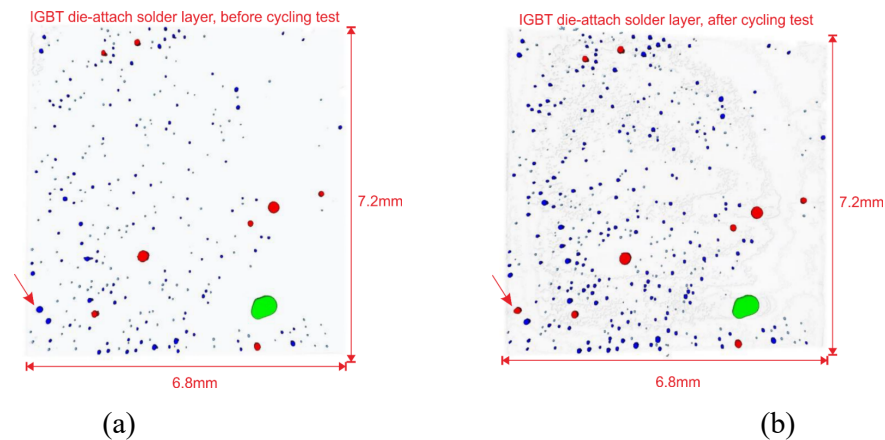 IGBT die-attach solder layer, before cycling test
7.2mm
6.8mm
(a)
IGBT die-attach solder layer, after cycling test
7.2mm
6.8mm
(b)